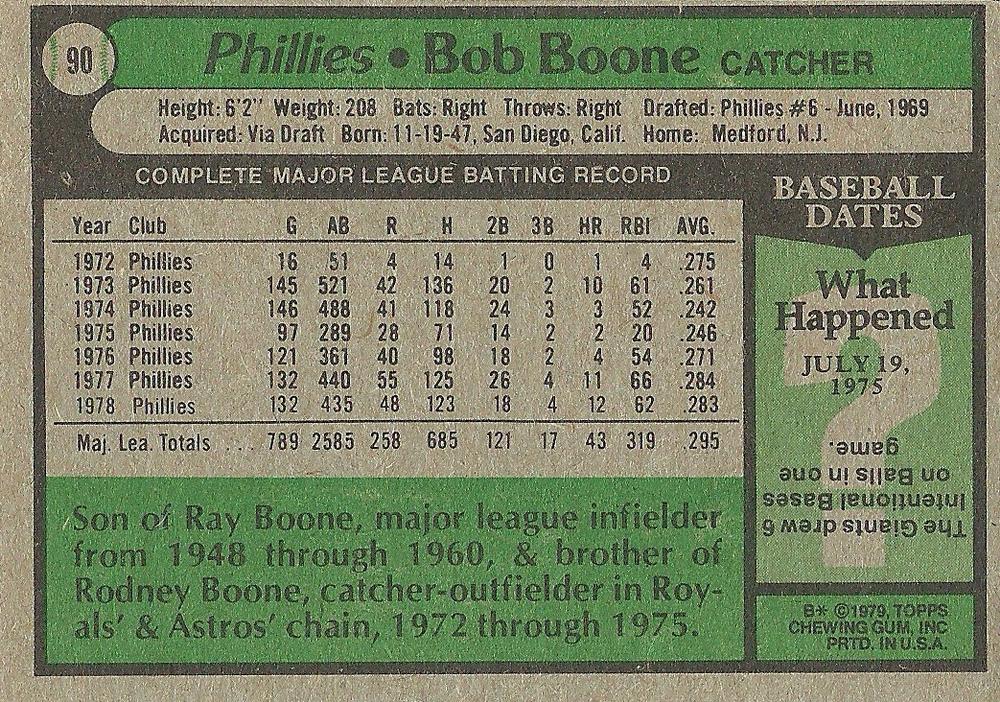 90
Phillies • Bob Boone CATCHER
Height: 6'2" Weight: 208 Bats: Right Throws: Right Drafted: Phillies #6 - June, 1969
Acquired: Via Draft Born: 11-19-47, San Diego, Calif. Home: Medford, N.J.
COMPLETE MAJOR LEAGUE BATTING RECORD
Year Club G AB R H 2B 3B HR RBI AVG.
1972 Phillies 16 51 4 14 1 0 1 4 .275
1973 Phillies 145 521 42 136 20 2 10 61 .261
1974 Phillies 146 488 41 118 24 3 3 52 .242
1975 Phillies 97 289 28 71 14 2 2 20 .246
1976 Phillies 121 361 40 98 18 2 4 54 .271
1977 Phillies 132 440 55 125 26 4 11 66 .284
1978 Phillies 132 435 48 123 18 4 12 62 .283
Maj. Lea. Totals ... 789 2585 258 685 121 17 43 319 .295
Son of Ray Boone, major league infielder
from 1948 through 1960, & brother of
Rodney Boone, catcher-outfielder in Roy-
als' & Astros' chain, 1972 through 1975.
BASEBALL
DATES
What
Happened
JULY 19,
1975
The Giants drew 6
Intentional Bases
on Balls in one
game.
B* ©1979, TOPPS
CHEWING GUM, INC
PRTD. IN U.S.A.